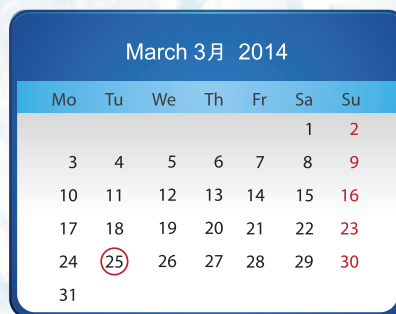 March 3月 2014
Mo Tu We Th Fr Sa Su
1 2
3 4 5 6 7 8 9
10 11 12 13 14 15 16
17 18 19 20 21 22 23
24 25 26 27 28 29 30
31